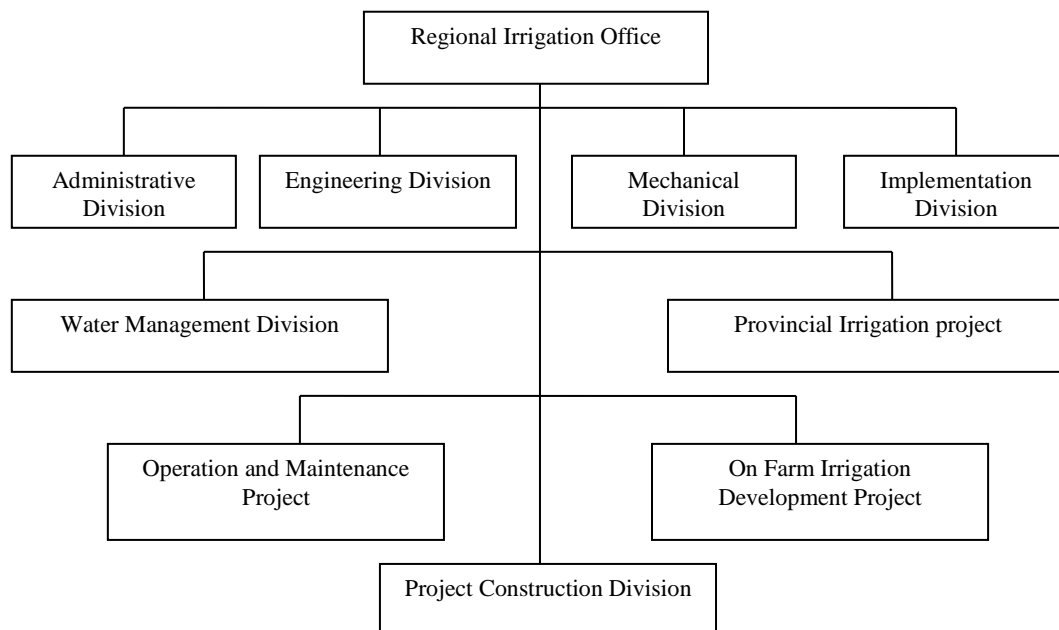 Regional Irrigation Office
Administrative
Division
Engineering Division
Mechanical
Division
Implementation
Division
Water Management Division
Provincial Irrigation project
Operation and Maintenance
Project
On Farm Irrigation
Development Project
Project Construction Division